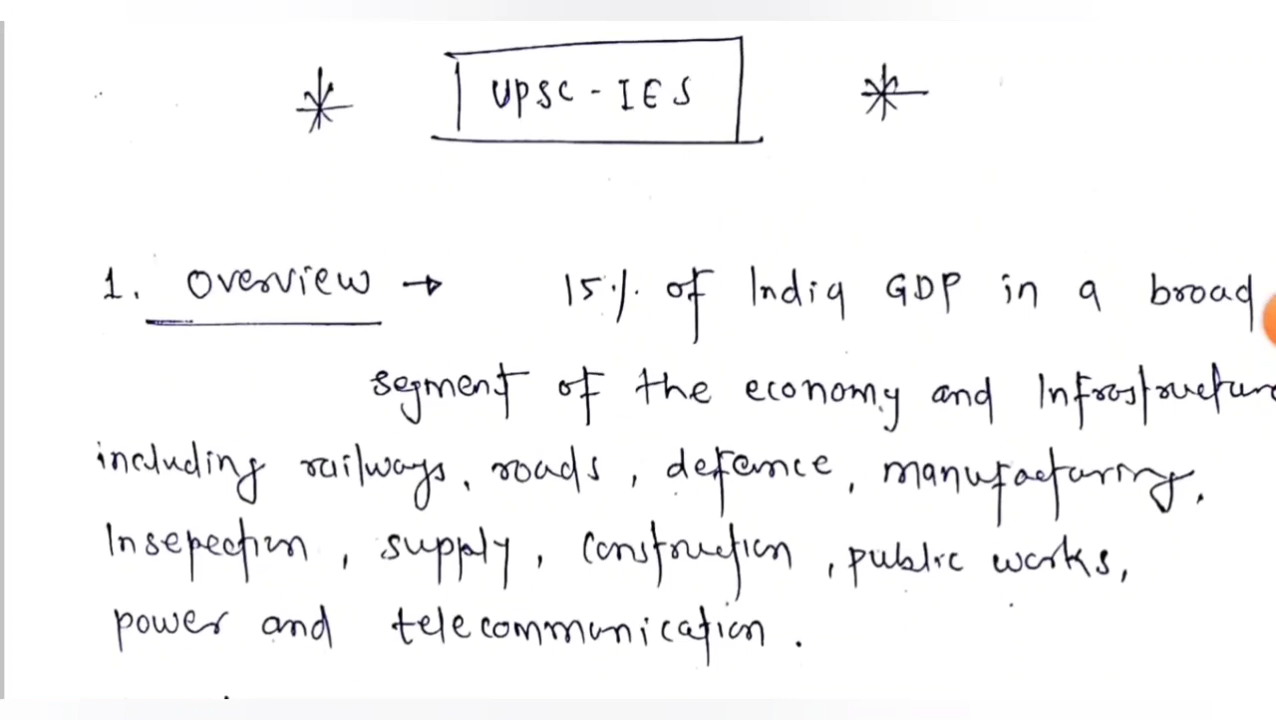 UPSC - IES
1. overview → 15%. of India GDP in a broad
segment of the economy and Infrastructure
including railways, roads, defence, manufacturing,
Insepection, supply, construction, public works,
power and telecommunication.